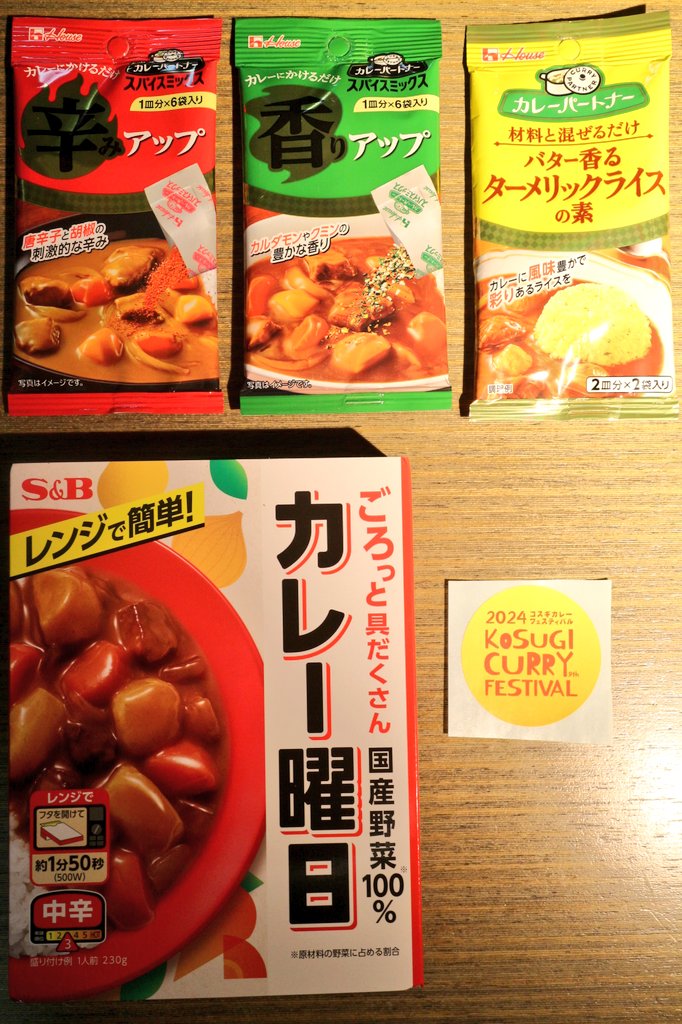 House
カレーにかけるだけ
カレーパートナー
スパイスミックス
1皿分×6袋入り
辛みアップ
唐辛子と胡椒の
刺激的な辛み
写真はイメージです。
House
カレーにかけるだけ
カレーパートナー
スパイスミックス
1皿分×6袋入り
香りアップ
カルダモンやクミンの
豊かな香り
写真はイメージです。
House
CURRY PARTNER
カレーパートナー
材料と混ぜるだけ
バター香る
ターメリックライス
の素
カレーに風味豊かで
彩りあるライスを
調理例
2皿分×2袋入り
S&B
レンジで簡単!
ごろっと具だくさん
カレー曜日
国産野菜100%※
※原材料の野菜に占める割合
レンジで
フタを開けて
約1分50秒
(500W)
中辛
1 2 3 4 5
盛り付け例 1人前 230g
2024 コスギカレー
フェスティバル
KOSUGI
CURRY 9th
FESTIVAL